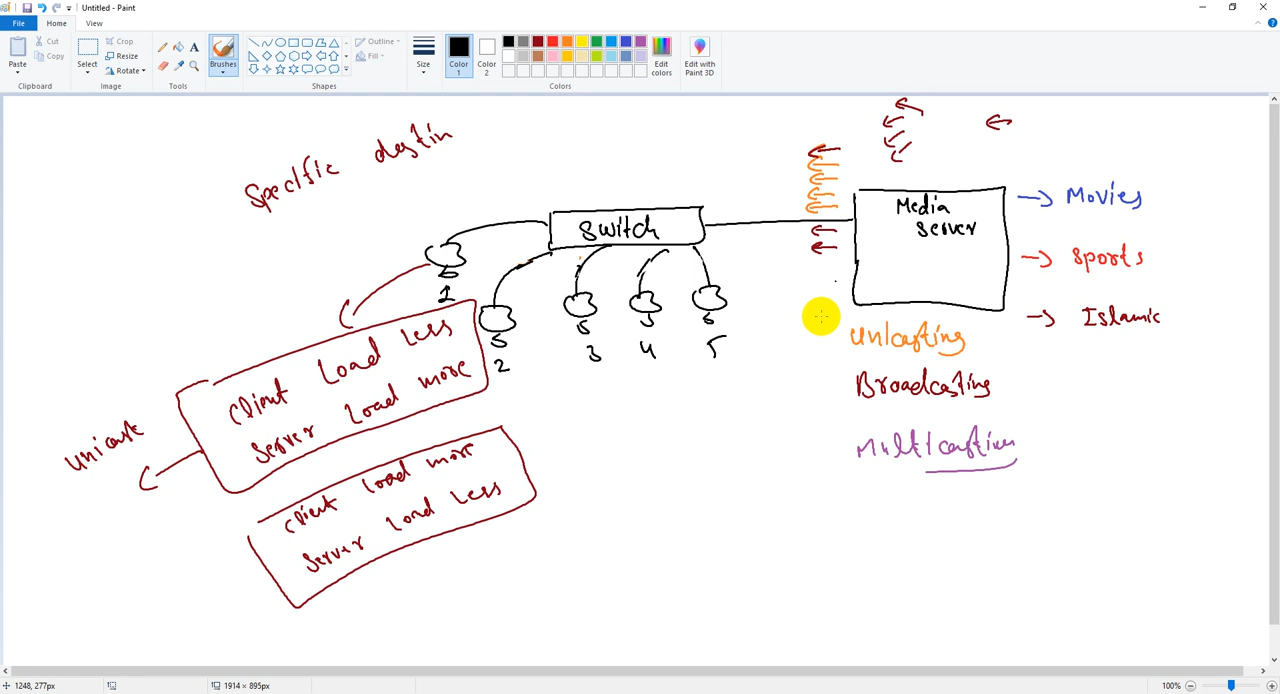 Untitled - Paint
File
Home
View
Paste
Cut
Copy
Clipboard
Select
Crop
Resize
Rotate
Image
Tools
Brushes
Shapes
Outline
Fill
Size
Color 1
Color 2
Edit colors
Edit with Paint 3D
Colors
Specific destin
Switch
Media Server
Movies
Sports
Islamic
1
2
3
4
5
Client Load Less
Server Load more
Unicast
Client Load more
Server Load Less
Unicasting
Broadcasting
Multicasting
1248, 277px
1914 × 895px
100%